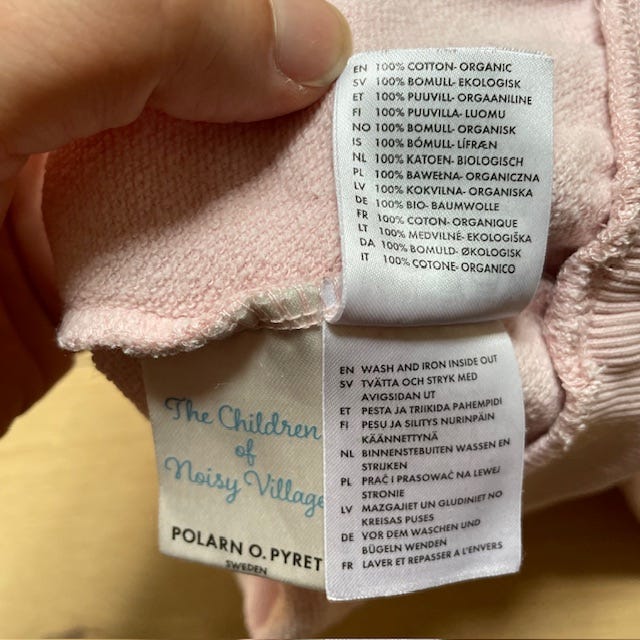 EN 100% COTTON- ORGANIC
SV 100% BOMULL- EKOLOGISK
ET 100% PUUVILL- ORGAANILINE
FI 100% PUUVILLA- LUOMU
NO 100% BOMULL- ORGANISK
IS 100% BÓMULL- LÍFRÆN
NL 100% KATOEN- BIOLOGISCH
PL 100% BAWEŁNA- ORGANICZNA
LV 100% KOKVILNA- ORGANISKA
DE 100% BIO- BAUMWOLLE
FR 100% COTON- ORGANIQUE
LT 100% MEDVILNĖ- EKOLOGIŠKA
DA 100% BOMULD- ØKOLOGISK
IT 100% COTONE- ORGANICO
EN WASH AND IRON INSIDE OUT
SV TVÄTTA OCH STRYK MED
AVIGSIDAN UT
ET PESTA JA TRIIKIDA PAHEMPIDI
FI PESU JA SILITYS NURINPÄIN
KÄÄNNETTYNÄ
NL BINNENSTEBUITEN WASSEN EN
STRIJKEN
PL PRAĆ I PRASOWAĆ NA LEWEJ
STRONIE
LV MAZGAJIET UN GLUDINIET NO
KREISAS PUSES
DE VOR DEM WASCHEN UND
BÜGELN WENDEN
FR LAVER ET REPASSER A L'ENVERS
The Children
of
Noisy Village
POLARN O. PYRET
SWEDEN